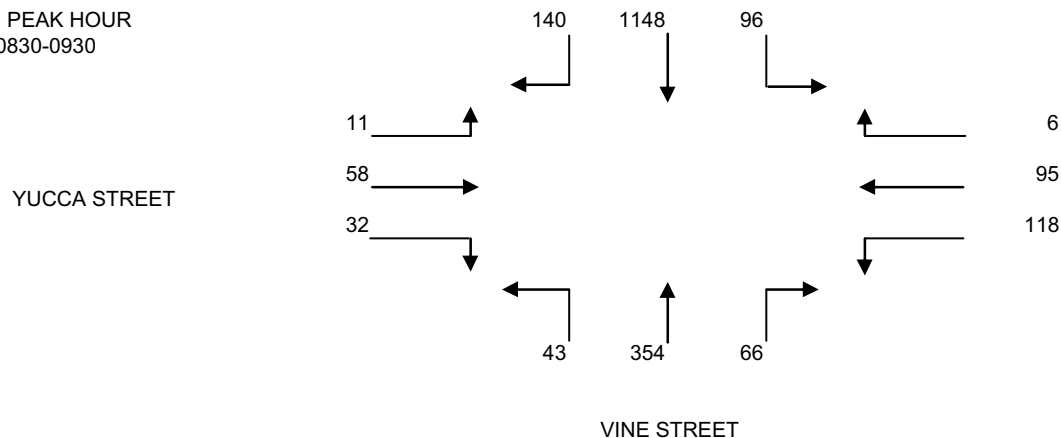 PEAK HOUR
0830-0930
140 1148 96
11 6
58 95
YUCCA STREET
32 118
43 354 66
VINE STREET